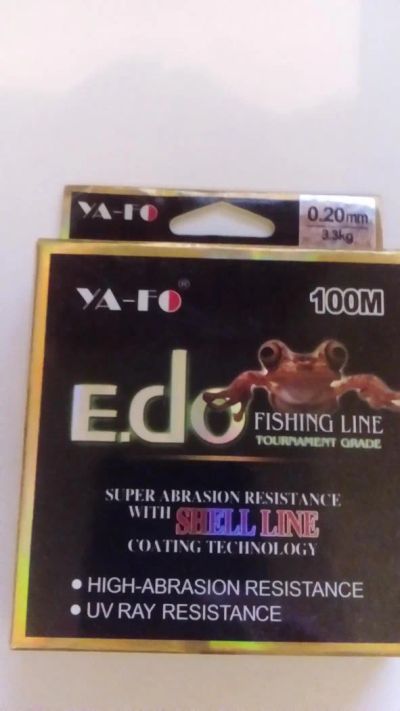 YA-FO
0.20mm
3.3kg
YA-FO®
100M
E.do
FISHING LINE
TOURNAMENT GRADE
SUPER ABRASION RESISTANCE
WITH SHELL LINE
COATING TECHNOLOGY
• HIGH-ABRASION RESISTANCE
• UV RAY RESISTANCE